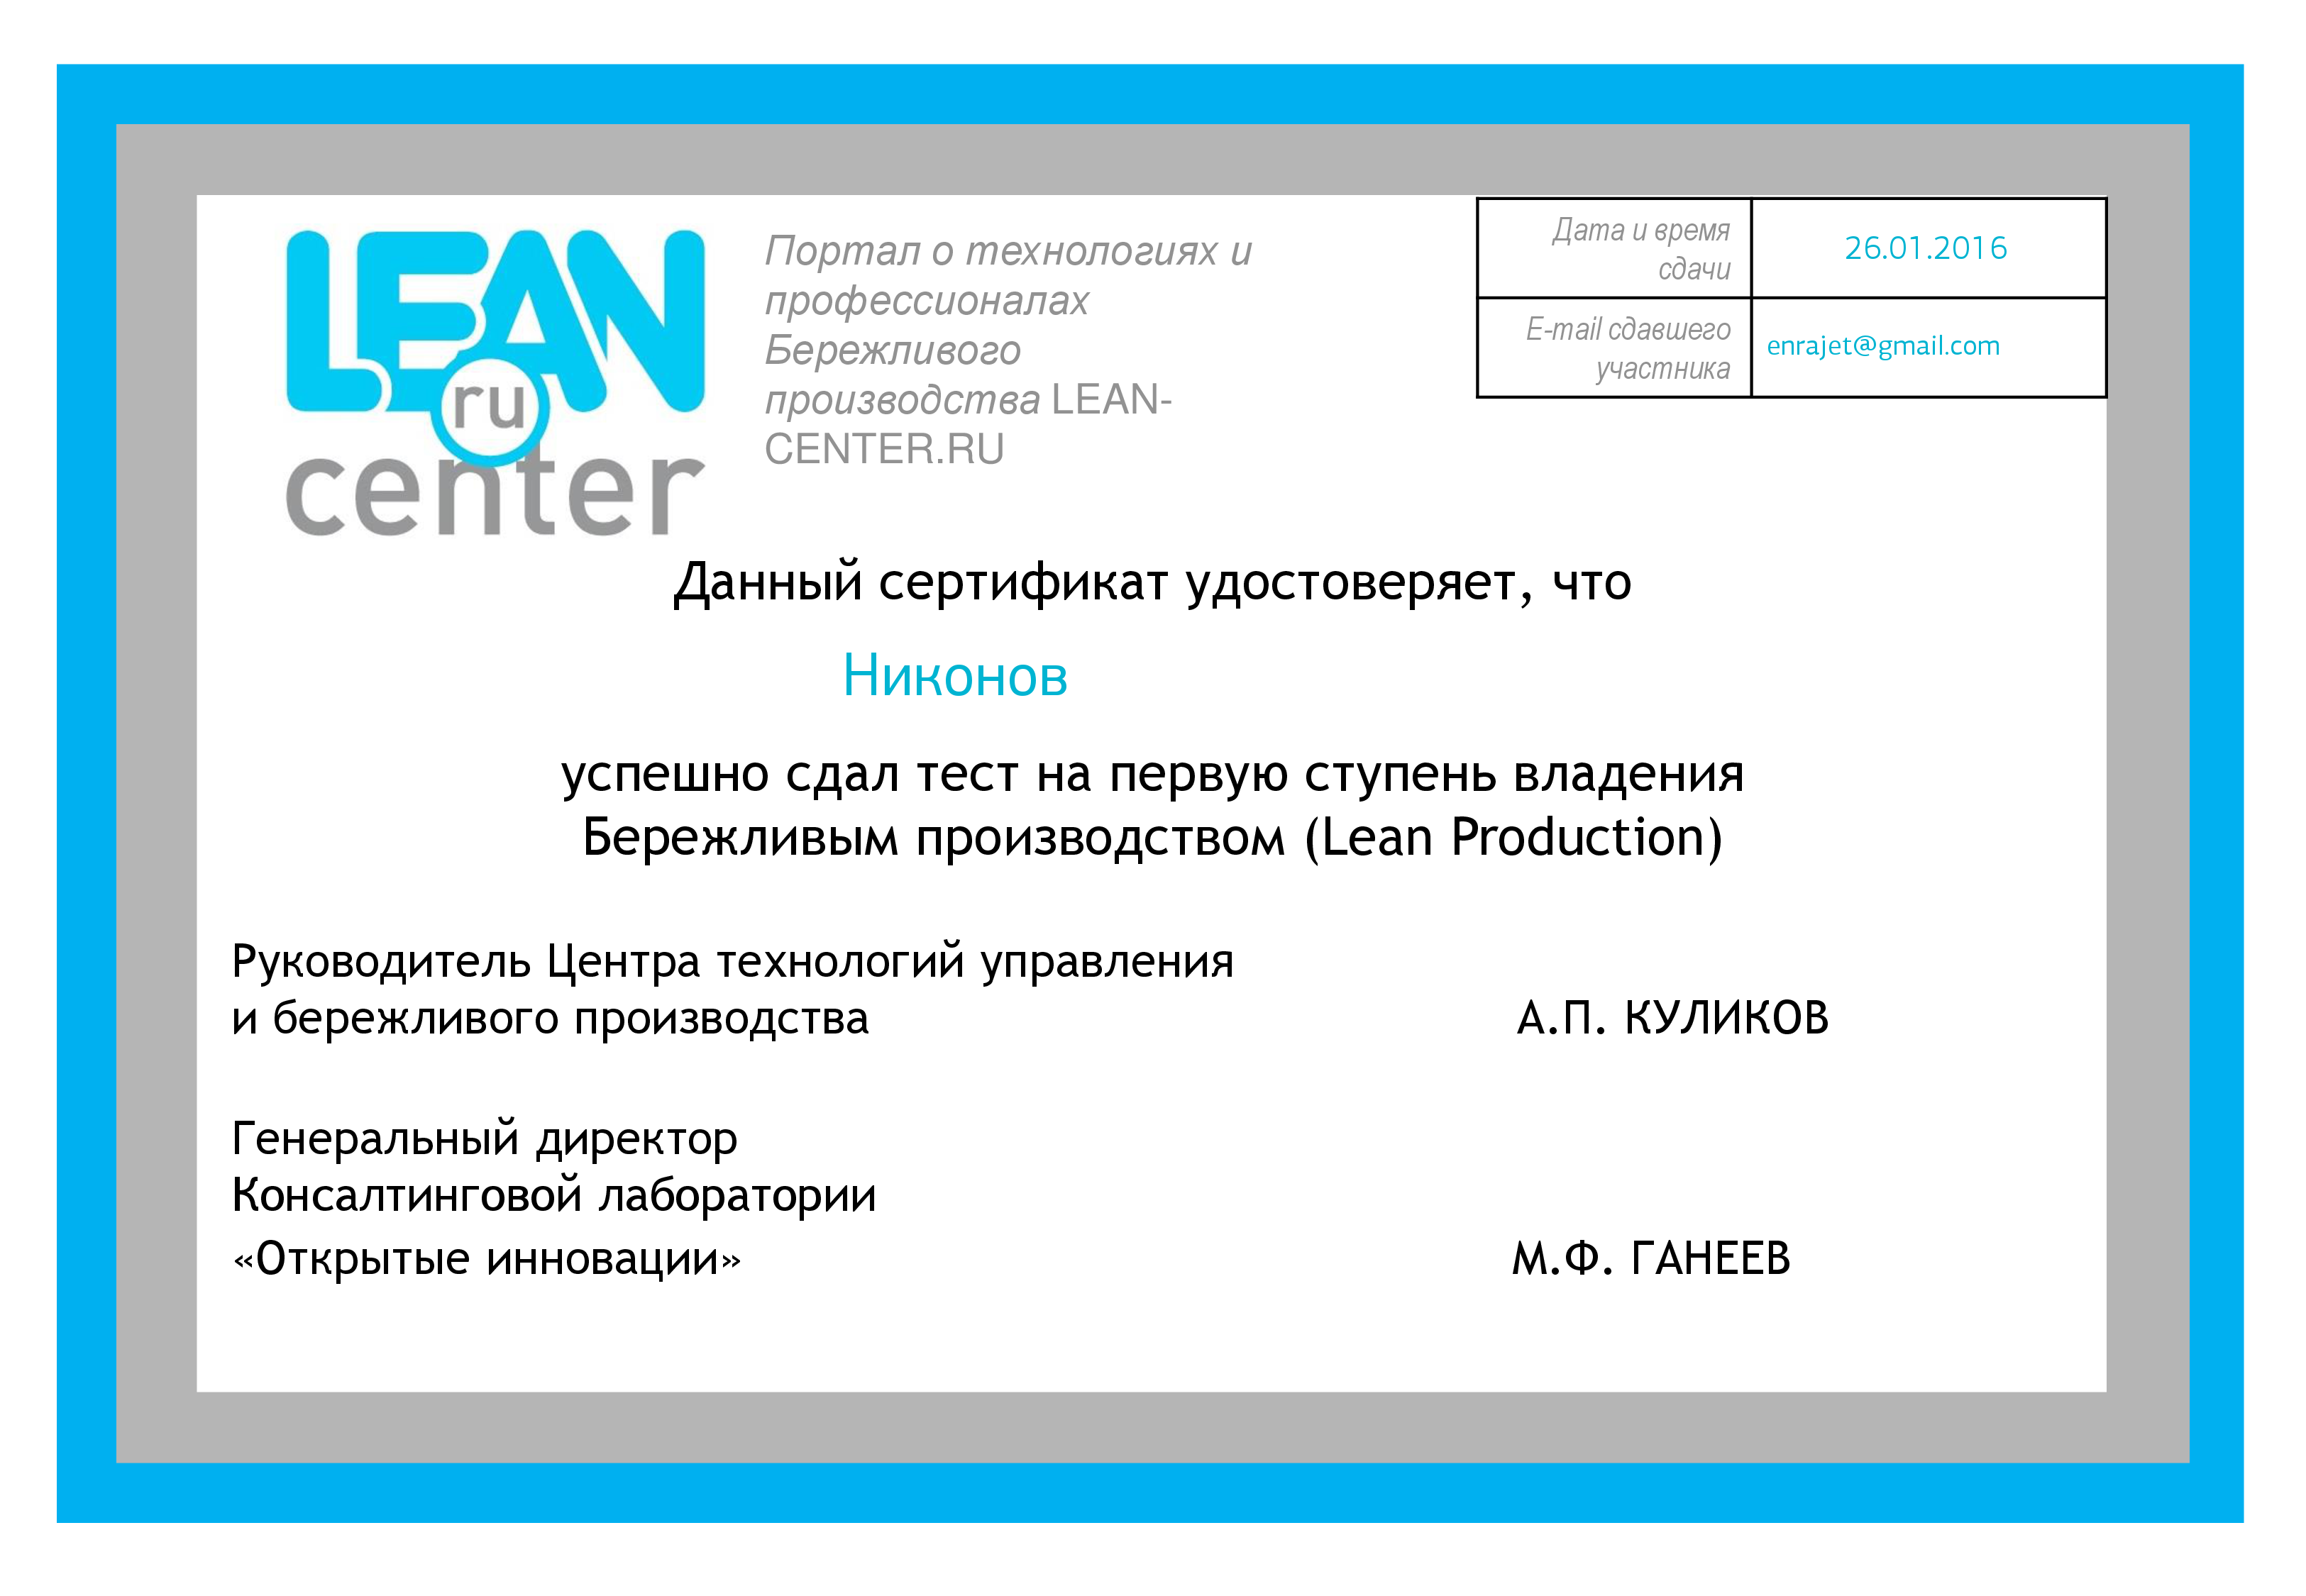 LEAN
ru
center
Портал о технологиях и
профессионалах
Бережливого
производства LEAN-
CENTER.RU
Дата и время
сдачи
26.01.2016
E-mail сдавшего
участника
enrajet@gmail.com
Данный сертификат удостоверяет, что
Никонов
успешно сдал тест на первую ступень владения
Бережливым производством (Lean Production)
Руководитель Центра технологий управления
и бережливого производства
А.П. КУЛИКОВ
Генеральный директор
Консалтинговой лаборатории
«Открытые инновации»
М.Ф. ГАНЕЕВ